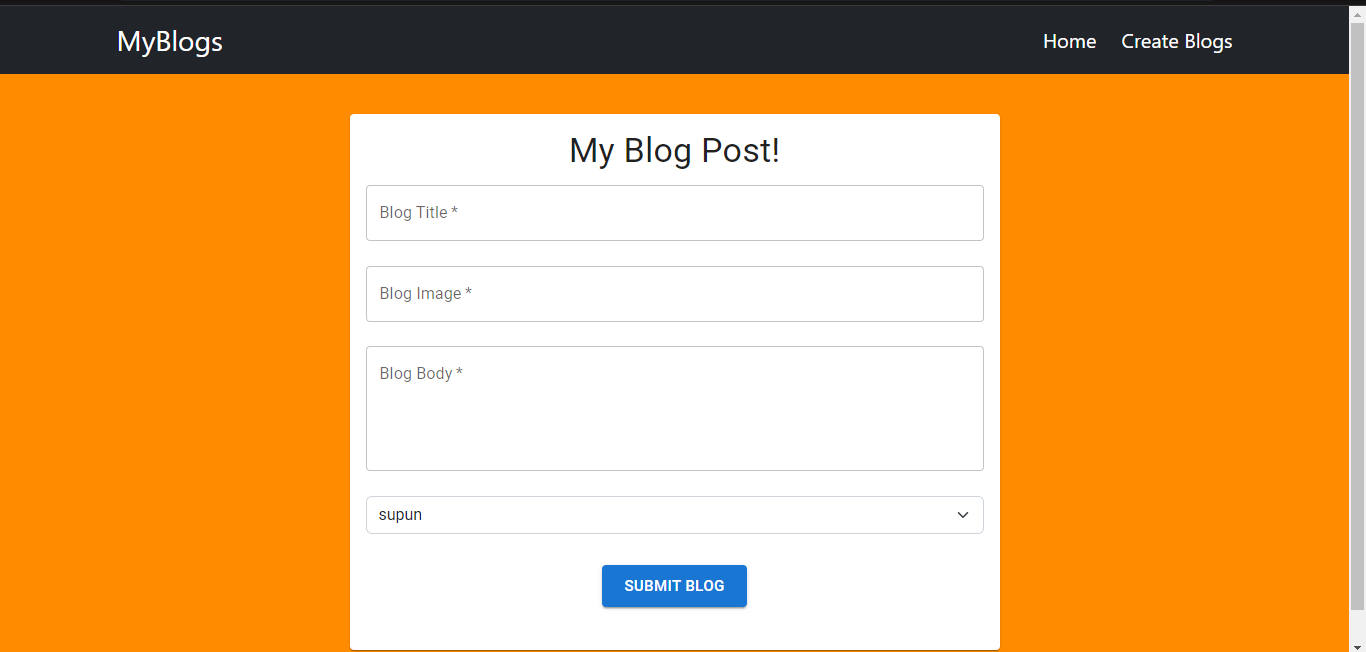 MyBlogs
Home Create Blogs
My Blog Post!
Blog Title *
Blog Image *
Blog Body *
supun
SUBMIT BLOG